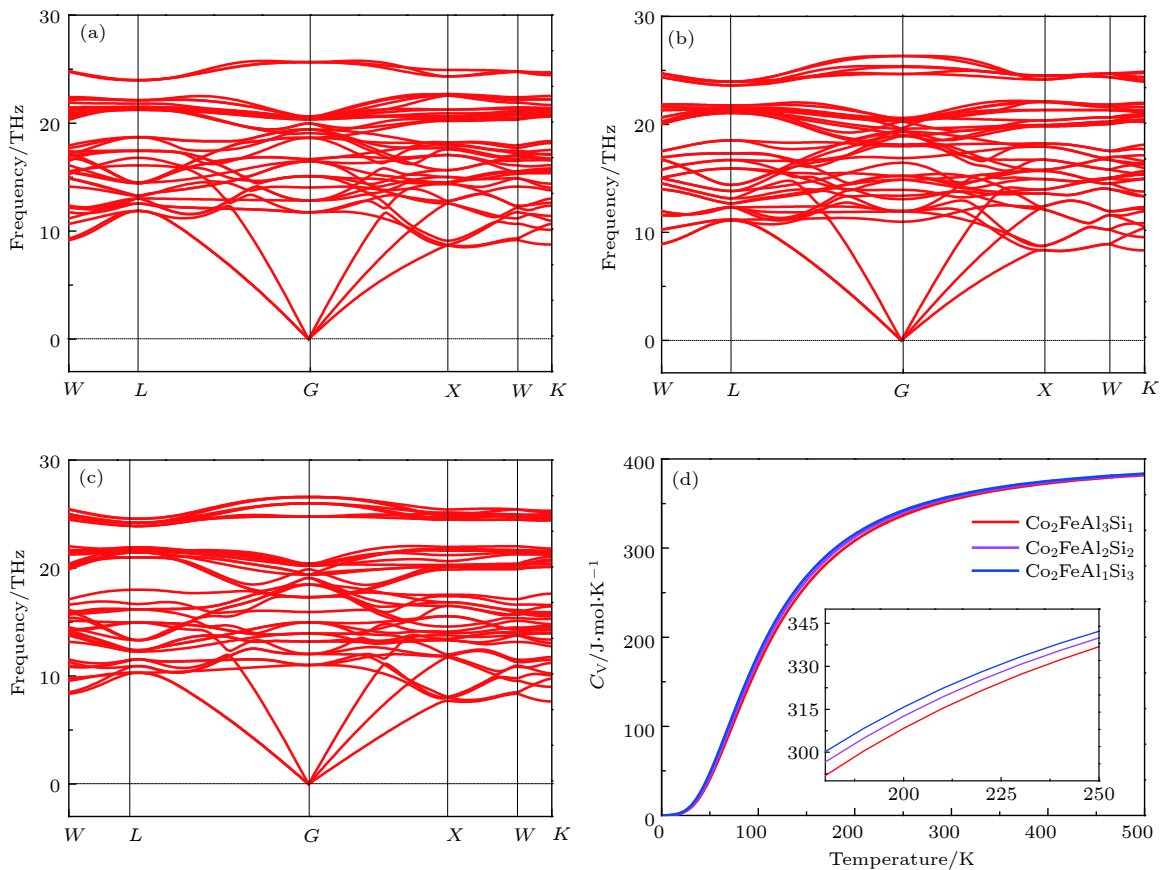 (a)
30
20
10
0
Frequency/THz
W L G X W K
(b)
30
20
10
0
Frequency/THz
W L G X W K
(c)
30
20
10
0
Frequency/THz
W L G X W K
(d)
400
300
200
100
0
C_V/J·mol·K⁻¹
Co₂FeAl₃Si₁
Co₂FeAl₂Si₂
Co₂FeAl₁Si₃
345
330
315
300
200 225 250
0 100 200 300 400 500
Temperature/K